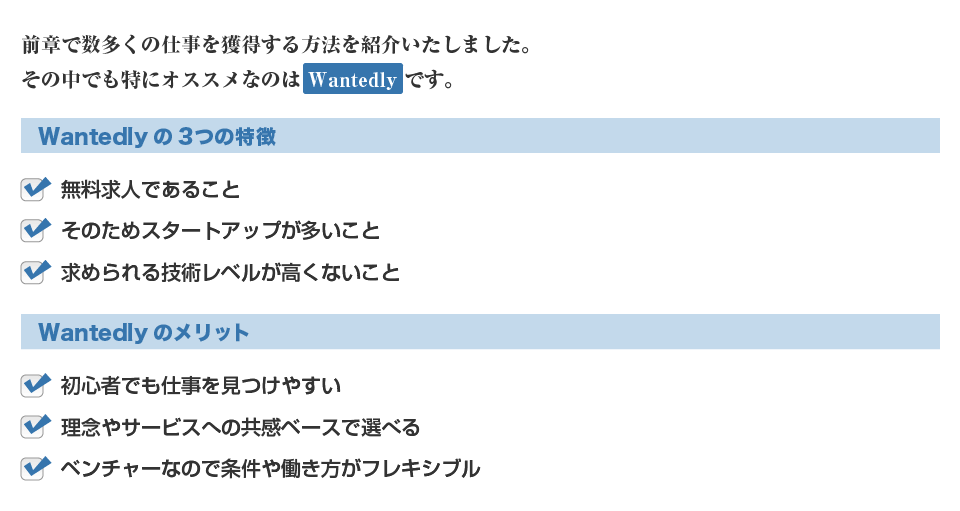 前章で数多くの仕事を獲得する方法を紹介いたしました。
その中でも特にオススメなのは Wantedly です。
Wantedly の 3つの特徴
無料求人であること
そのためスタートアップが多いこと
求められる技術レベルが高くないこと
Wantedly のメリット
初心者でも仕事を見つけやすい
理念やサービスへの共感ベースで選べる
ベンチャーなので条件や働き方がフレキシブル